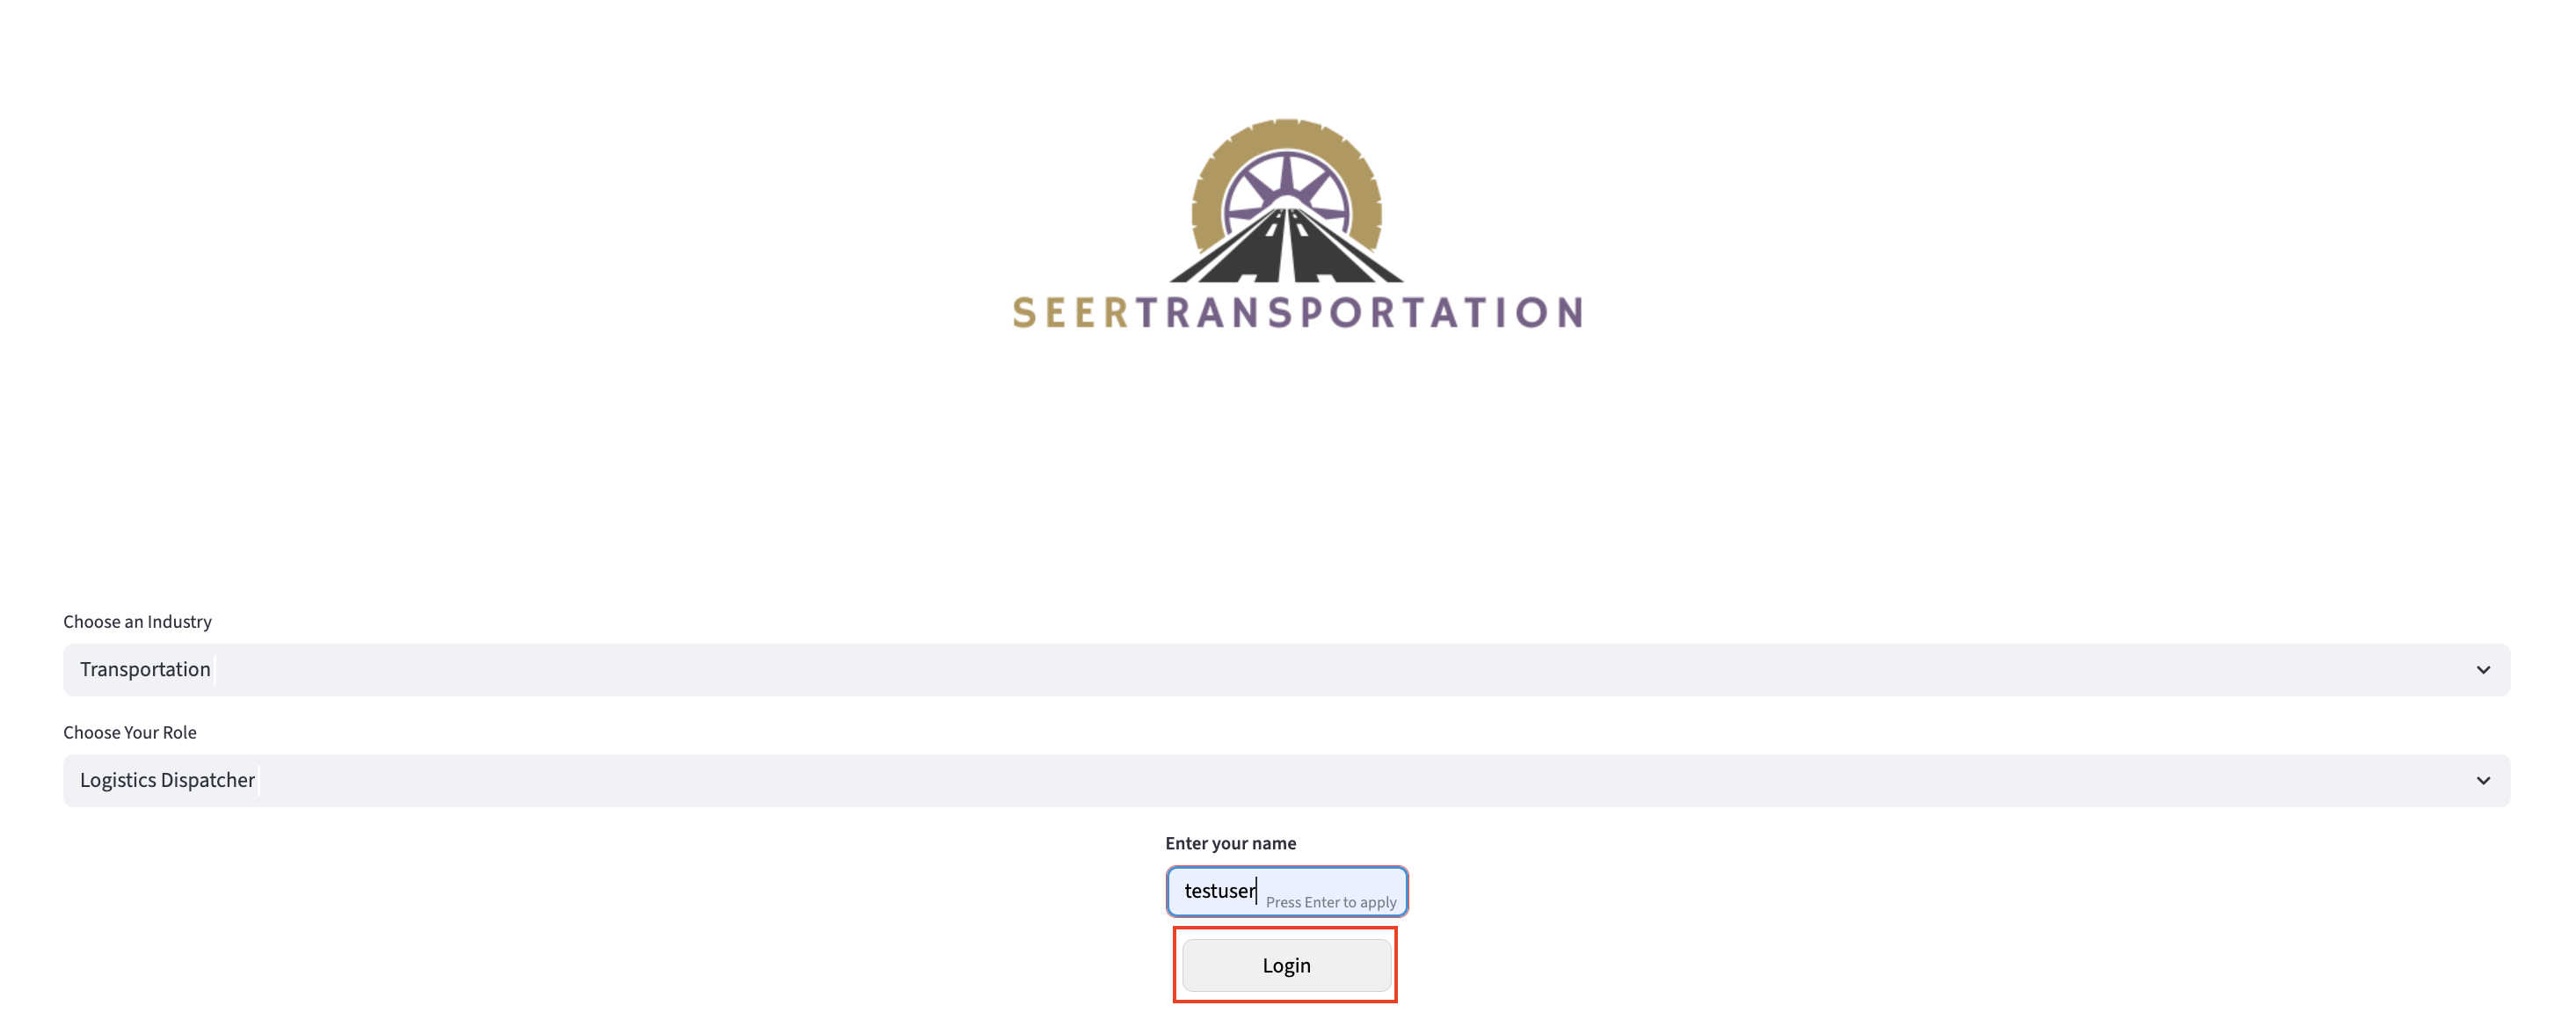 SEERTRANSPORTATION
Choose an Industry
Transportation
Choose Your Role
Logistics Dispatcher
Enter your name
testuser Press Enter to apply
Login